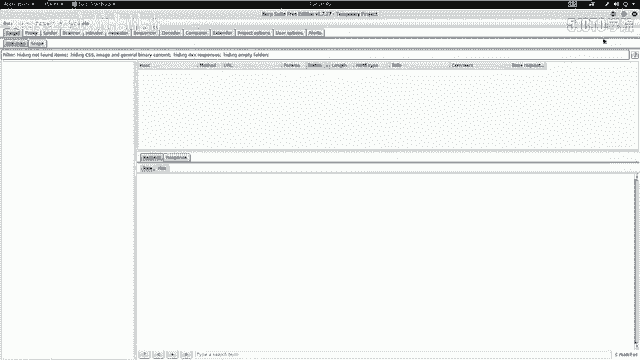 Burp Suite Free Edition v1.7.27 - Temporary Project
Target Proxy Spider Scanner Intruder Repeater Sequencer Decoder Comparer Extender Project options User options Alerts
Site map Scope
Filter: Hiding not found items; hiding CSS, image and general binary content; hiding 4xx responses; hiding empty folders
Host Method URL Params Status Length MIME type Title Comment Time request...
Request Response
Raw Hex
? < + > Type a search term
0 matches